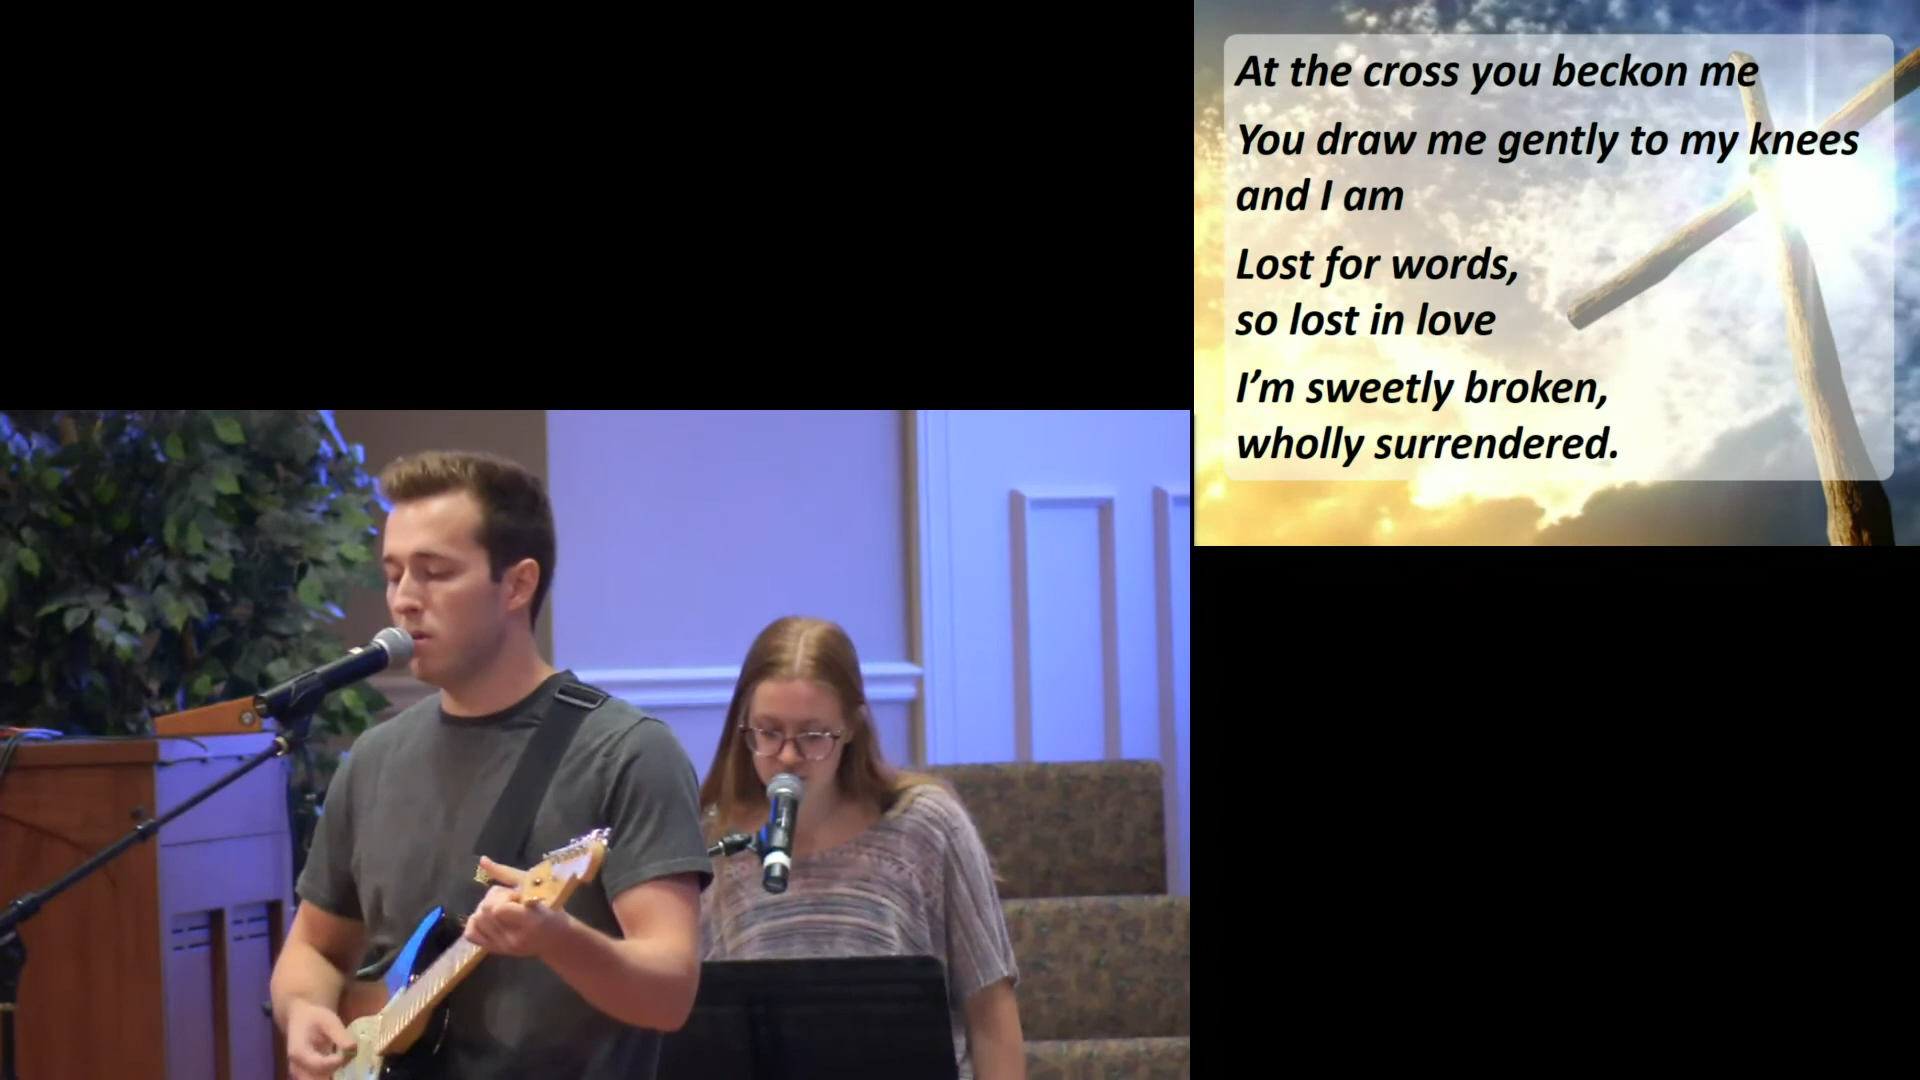 At the cross you beckon me
You draw me gently to my knees
and I am
Lost for words,
so lost in love
I’m sweetly broken,
wholly surrendered.